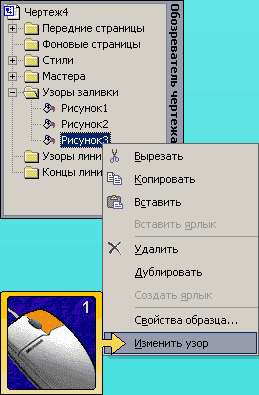 Чертеж4
Передние страницы
Фоновые страницы
Стили
Мастера
Узоры заливки
Рисунок1
Рисунок2
Рисунок3
Узоры лини
Концы лини
Обозреватель чертежа
Вырезать
Копировать
Вставить
Вставить ярлык
Удалить
Дублировать
Создать ярлык
Свойства образца...
Изменить узор
1